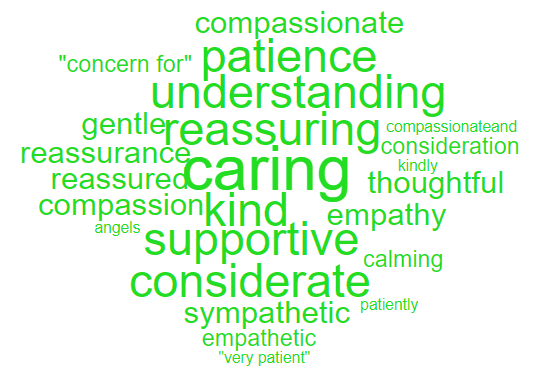 compassionate
"concern for" patience
understanding
gentle reassuring compassionateand
reassurance caring consideration
kindly
reassured thoughtful
compassion kind empathy
angels supportive
calming
considerate
patiently
sympathetic
empathetic
"very patient"